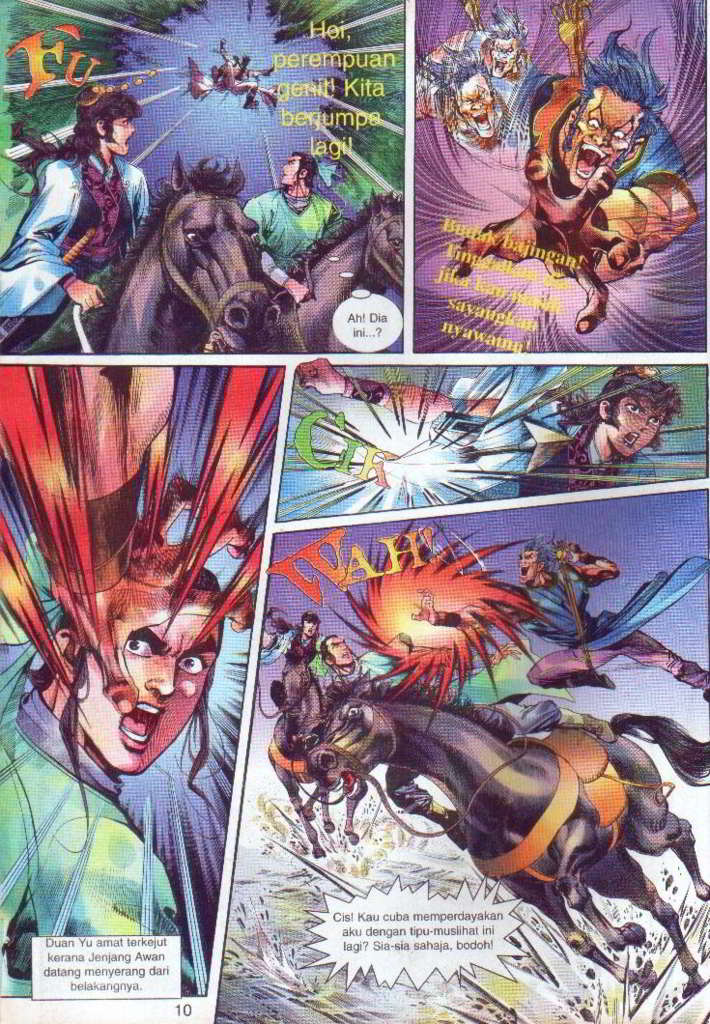 FU
Hoi,
perempuan
genit! Kita
berjumpa
lagi!
Ah! Dia
ini...?
Budak bajingan!
Tinggalkan dia
jika kau masih
sayangkan
nyawamu!
GIK
WAH!
Duan Yu amat terkejut
kerana Jenjang Awan
datang menyerang dari
belakangnya.
Cis! Kau cuba memperdayakan
aku dengan tipu-muslihat ini
lagi? Sia-sia sahaja, bodoh!
10